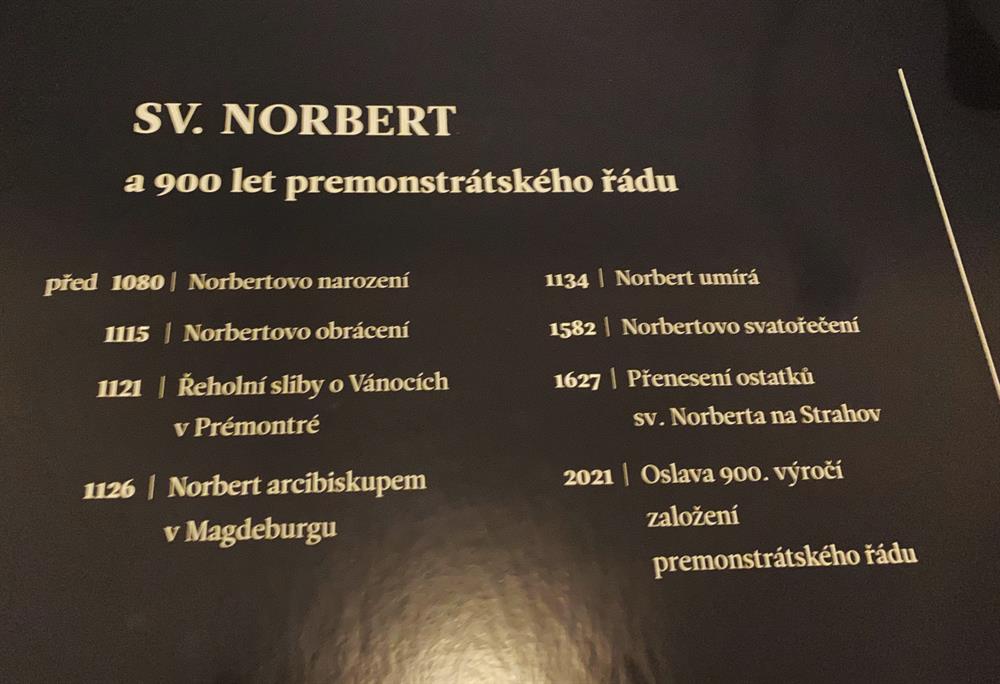 SV. NORBERT
a 900 let premonstrátského řádu
před 1080 | Norbertovo narození
1115 | Norbertovo obrácení
1121 | Řeholní sliby o Vánocích
v Prémontré
1126 | Norbert arcibiskupem
v Magdeburgu
1134 | Norbert umírá
1582 | Norbertovo svatořečení
1627 | Přenesení ostatků
sv. Norberta na Strahov
2021 | Oslava 900. výročí
založení
premonstrátského řádu